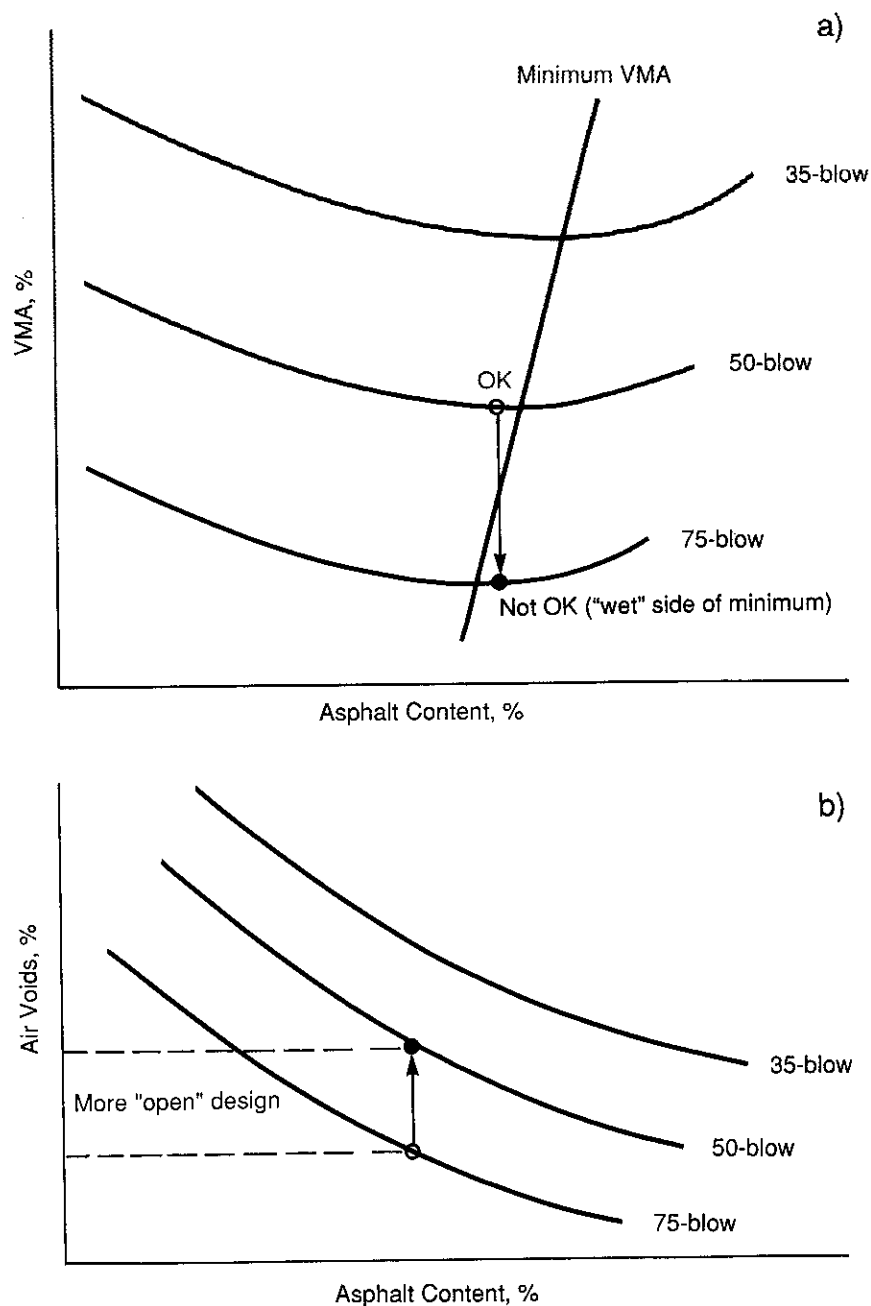 a)
Minimum VMA
35-blow
VMA, %
50-blow
OK
75-blow
Not OK (“wet” side of minimum)
Asphalt Content, %
b)
Air Voids, %
More "open" design
35-blow
50-blow
75-blow
Asphalt Content, %